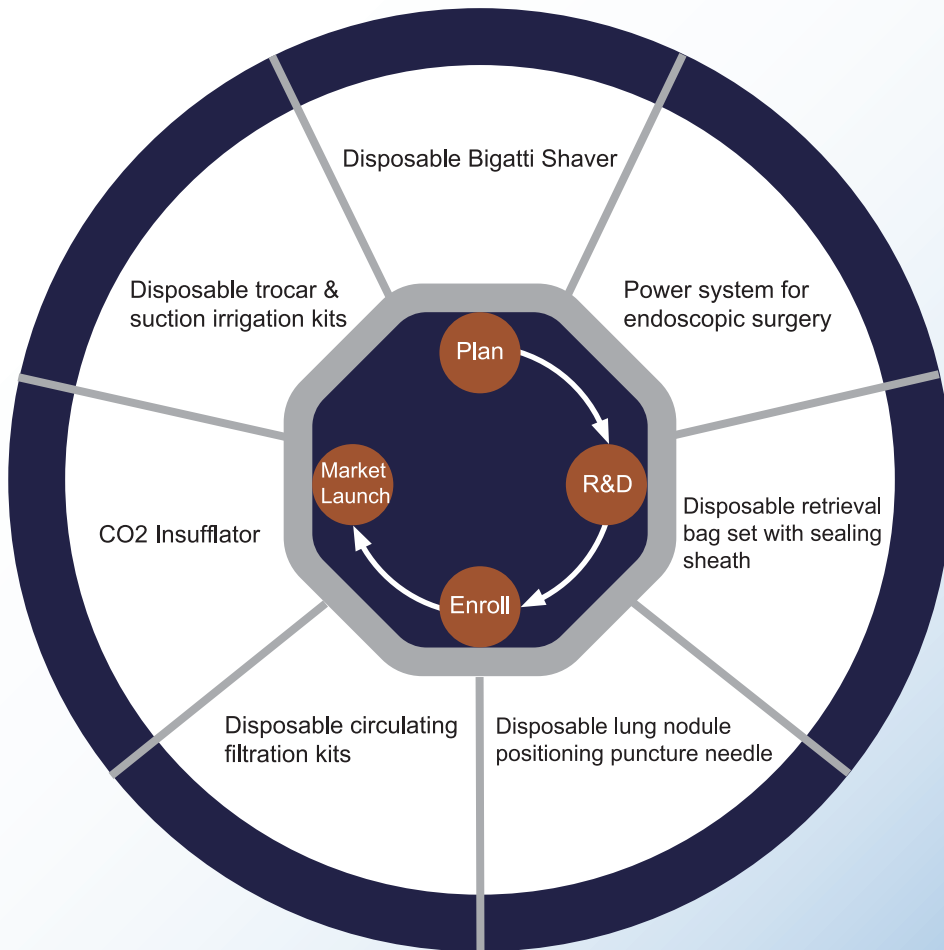 Disposable Bigatti Shaver
Disposable trocar &
suction irrigation kits
Power system for
endoscopic surgery
Plan
Market
Launch
R&D
Enroll
CO2 Insufflator
Disposable retrieval
bag set with sealing
sheath
Disposable circulating
filtration kits
Disposable lung nodule
positioning puncture needle